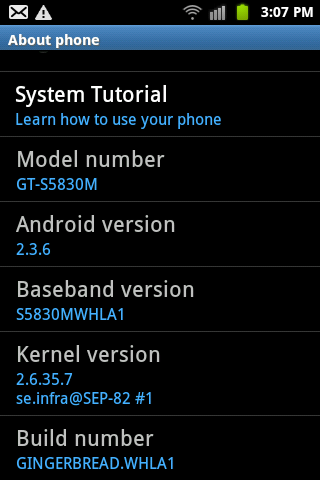 3:07 PM
About phone
System Tutorial
Learn how to use your phone
Model number
GT-S5830M
Android version
2.3.6
Baseband version
S5830MWHLA1
Kernel version
2.6.35.7
se.infra@SEP-82 #1
Build number
GINGERBREAD.WHLA1